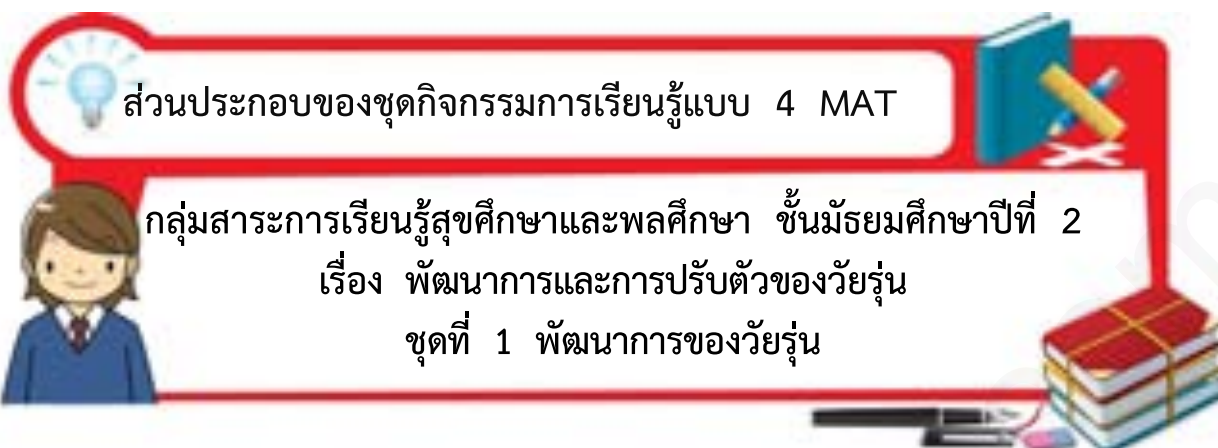 ส่วนประกอบของชุดกิจกรรมการเรียนรู้แบบ 4 MAT
กลุ่มสาระการเรียนรู้สุขศึกษาและพลศึกษา ชั้นมัธยมศึกษาปีที่ 2
เรื่อง พัฒนาการและการปรับตัวของวัยรุ่น
ชุดที่ 1 พัฒนาการของวัยรุ่น